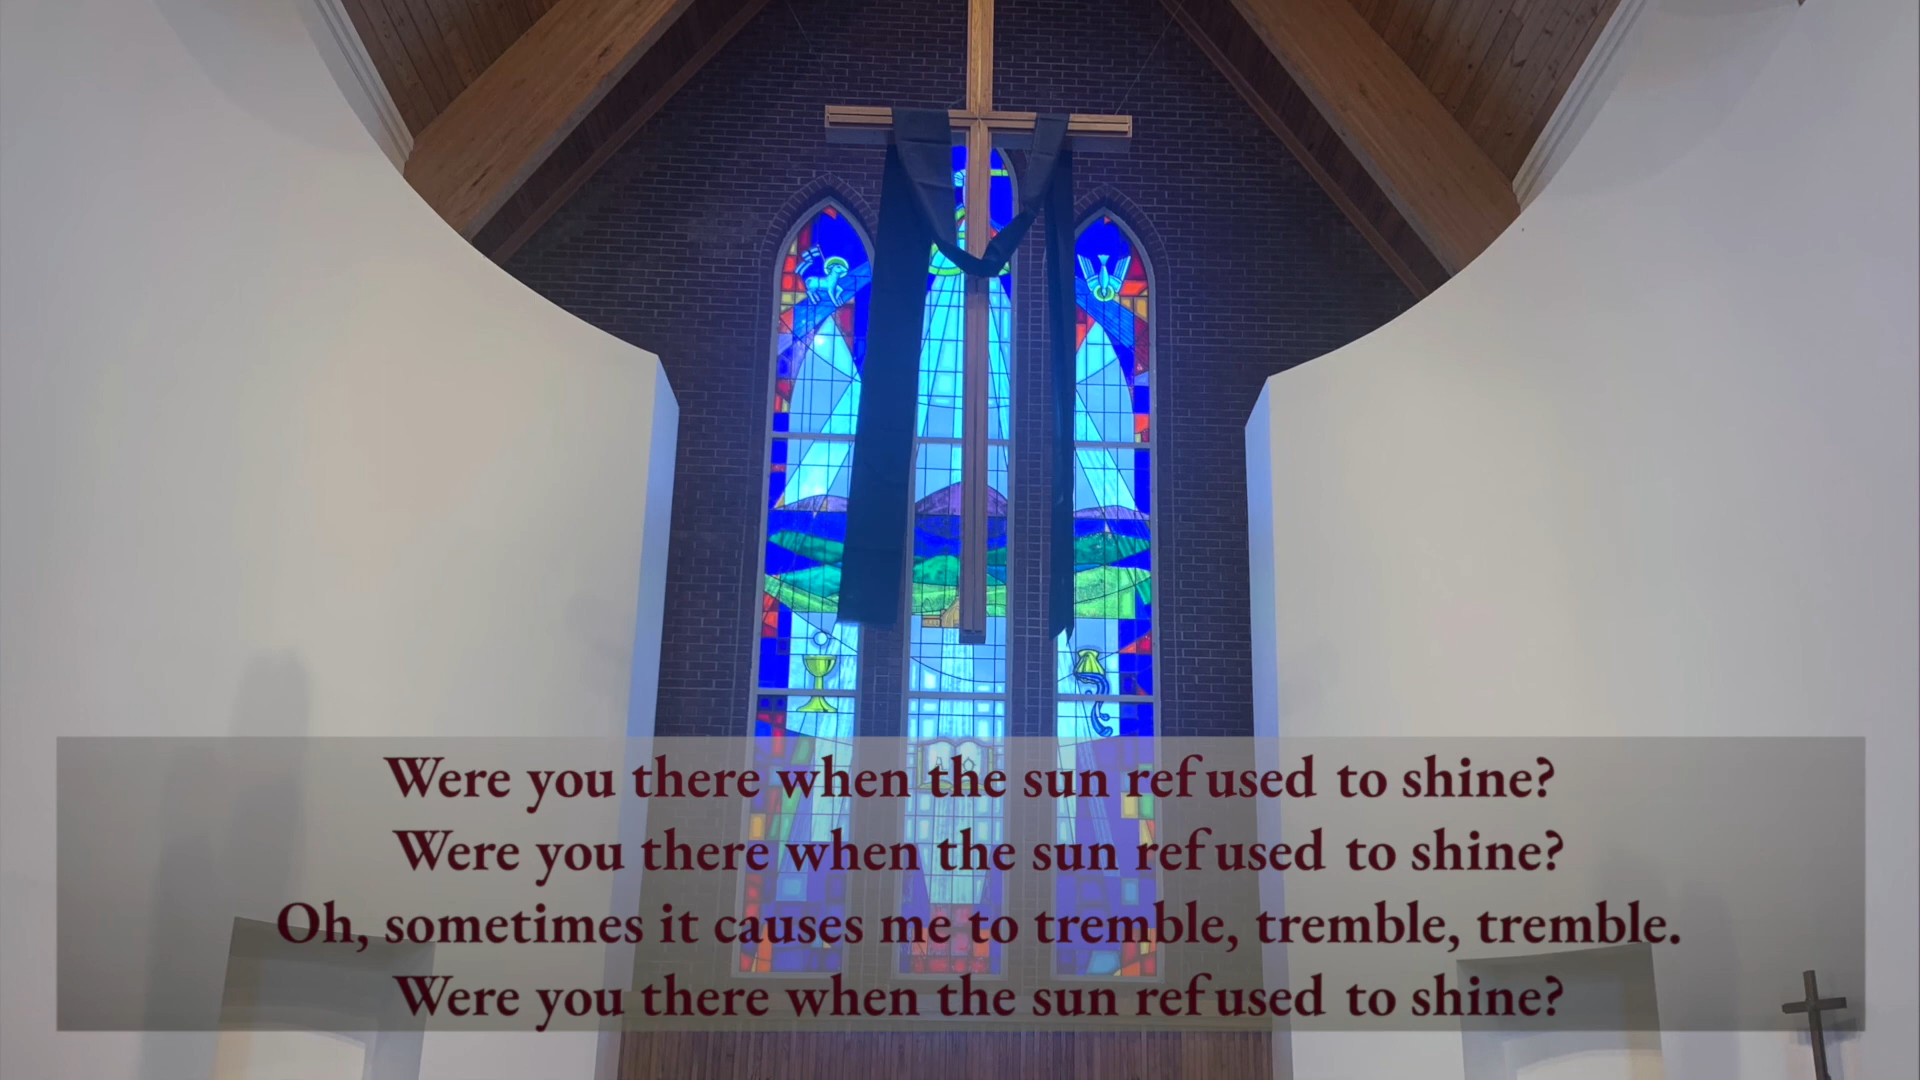 Were you there when the sun refused to shine?
Were you there when the sun refused to shine?
Oh, sometimes it causes me to tremble, tremble, tremble.
Were you there when the sun refused to shine?